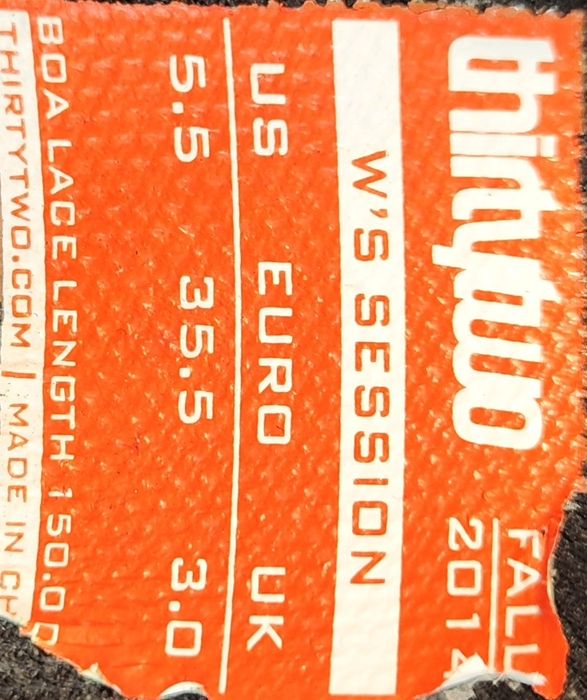 thirtytwo
FALL
2014
W'S SESSION
US EURO UK
5.5 35.5 3.0
BOA LACE LENGTH 150.0
THIRTYTWO.COM | MADE IN CH